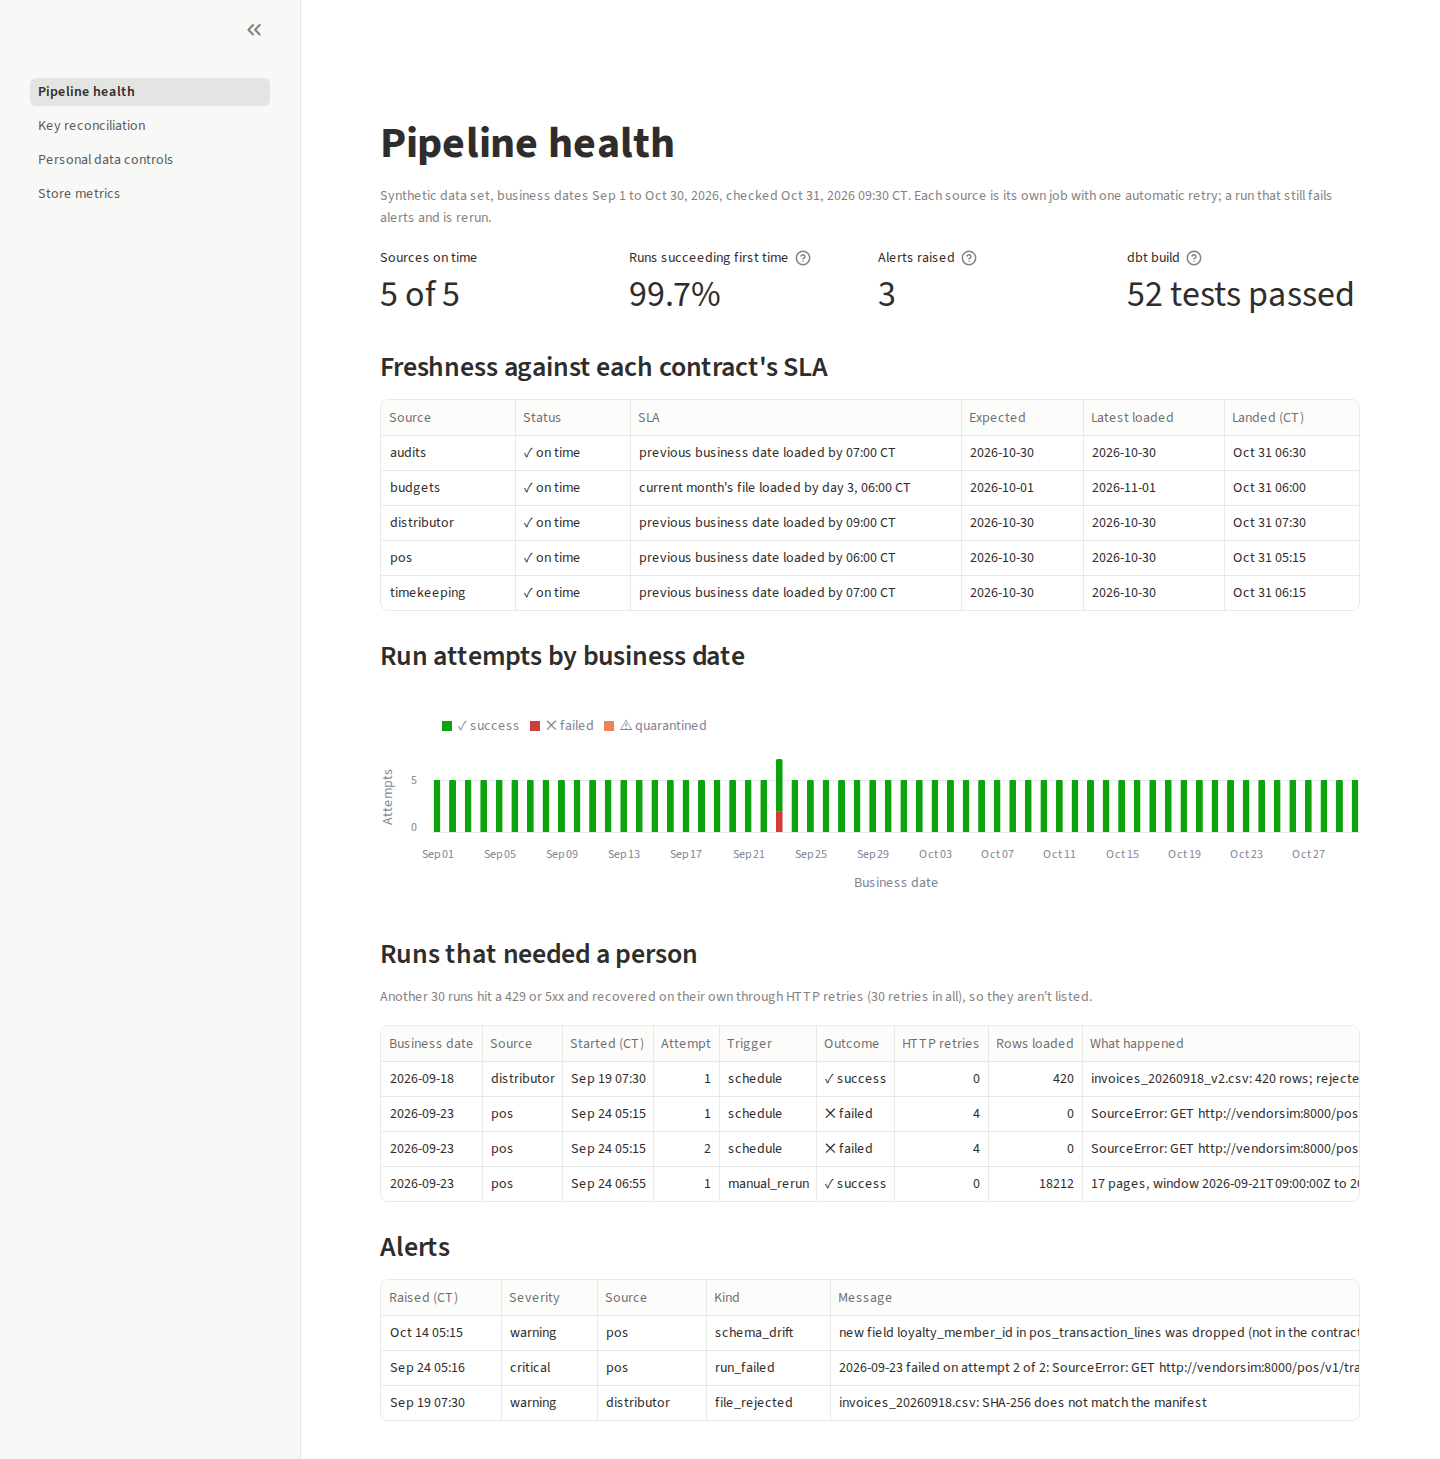 Pipeline health
Key reconciliation
Personal data controls
Store metrics
Pipeline health
Synthetic data set, business dates Sep 1 to Oct 30, 2026, checked Oct 31, 2026 09:30 CT. Each source is its own job with one automatic retry; a run that still fails
alerts and is rerun.
Sources on time Runs succeeding first time Alerts raised dbt build
5 of 5 99.7% 3 52 tests passed
Freshness against each contract's SLA
Source Status SLA Expected Latest loaded Landed (CT)
audits ✓ on time previous business date loaded by 07:00 CT 2026-10-30 2026-10-30 Oct 31 06:30
budgets ✓ on time current month's file loaded by day 3, 06:00 CT 2026-10-01 2026-11-01 Oct 31 06:00
distributor ✓ on time previous business date loaded by 09:00 CT 2026-10-30 2026-10-30 Oct 31 07:30
pos ✓ on time previous business date loaded by 06:00 CT 2026-10-30 2026-10-30 Oct 31 05:15
timekeeping ✓ on time previous business date loaded by 07:00 CT 2026-10-30 2026-10-30 Oct 31 06:15
Run attempts by business date
✓ success ✕ failed ⚠ quarantined
Attempts
5
0
Sep 01 Sep 05 Sep 09 Sep 13 Sep 17 Sep 21 Sep 25 Sep 29 Oct 03 Oct 07 Oct 11 Oct 15 Oct 19 Oct 23 Oct 27
Business date
Runs that needed a person
Another 30 runs hit a 429 or 5xx and recovered on their own through HTTP retries (30 retries in all), so they aren't listed.
Business date Source Started (CT) Attempt Trigger Outcome HTTP retries Rows loaded What happened
2026-09-18 distributor Sep 19 07:30 1 schedule ✓ success 0 420 invoices_20260918_v2.csv: 420 rows; rejecte
2026-09-23 pos Sep 24 05:15 1 schedule ✕ failed 4 0 SourceError: GET http://vendorsim:8000/pos
2026-09-23 pos Sep 24 05:15 2 schedule ✕ failed 4 0 SourceError: GET http://vendorsim:8000/pos
2026-09-23 pos Sep 24 06:55 1 manual_rerun ✓ success 0 18212 17 pages, window 2026-09-21T09:00:00Z to 20
Alerts
Raised (CT) Severity Source Kind Message
Oct 14 05:15 warning pos schema_drift new field loyalty_member_id in pos_transaction_lines was dropped (not in the contract
Sep 24 05:16 critical pos run_failed 2026-09-23 failed on attempt 2 of 2: SourceError: GET http://vendorsim:8000/pos/v1/tra
Sep 19 07:30 warning distributor file_rejected invoices_20260918.csv: SHA-256 does not match the manifest